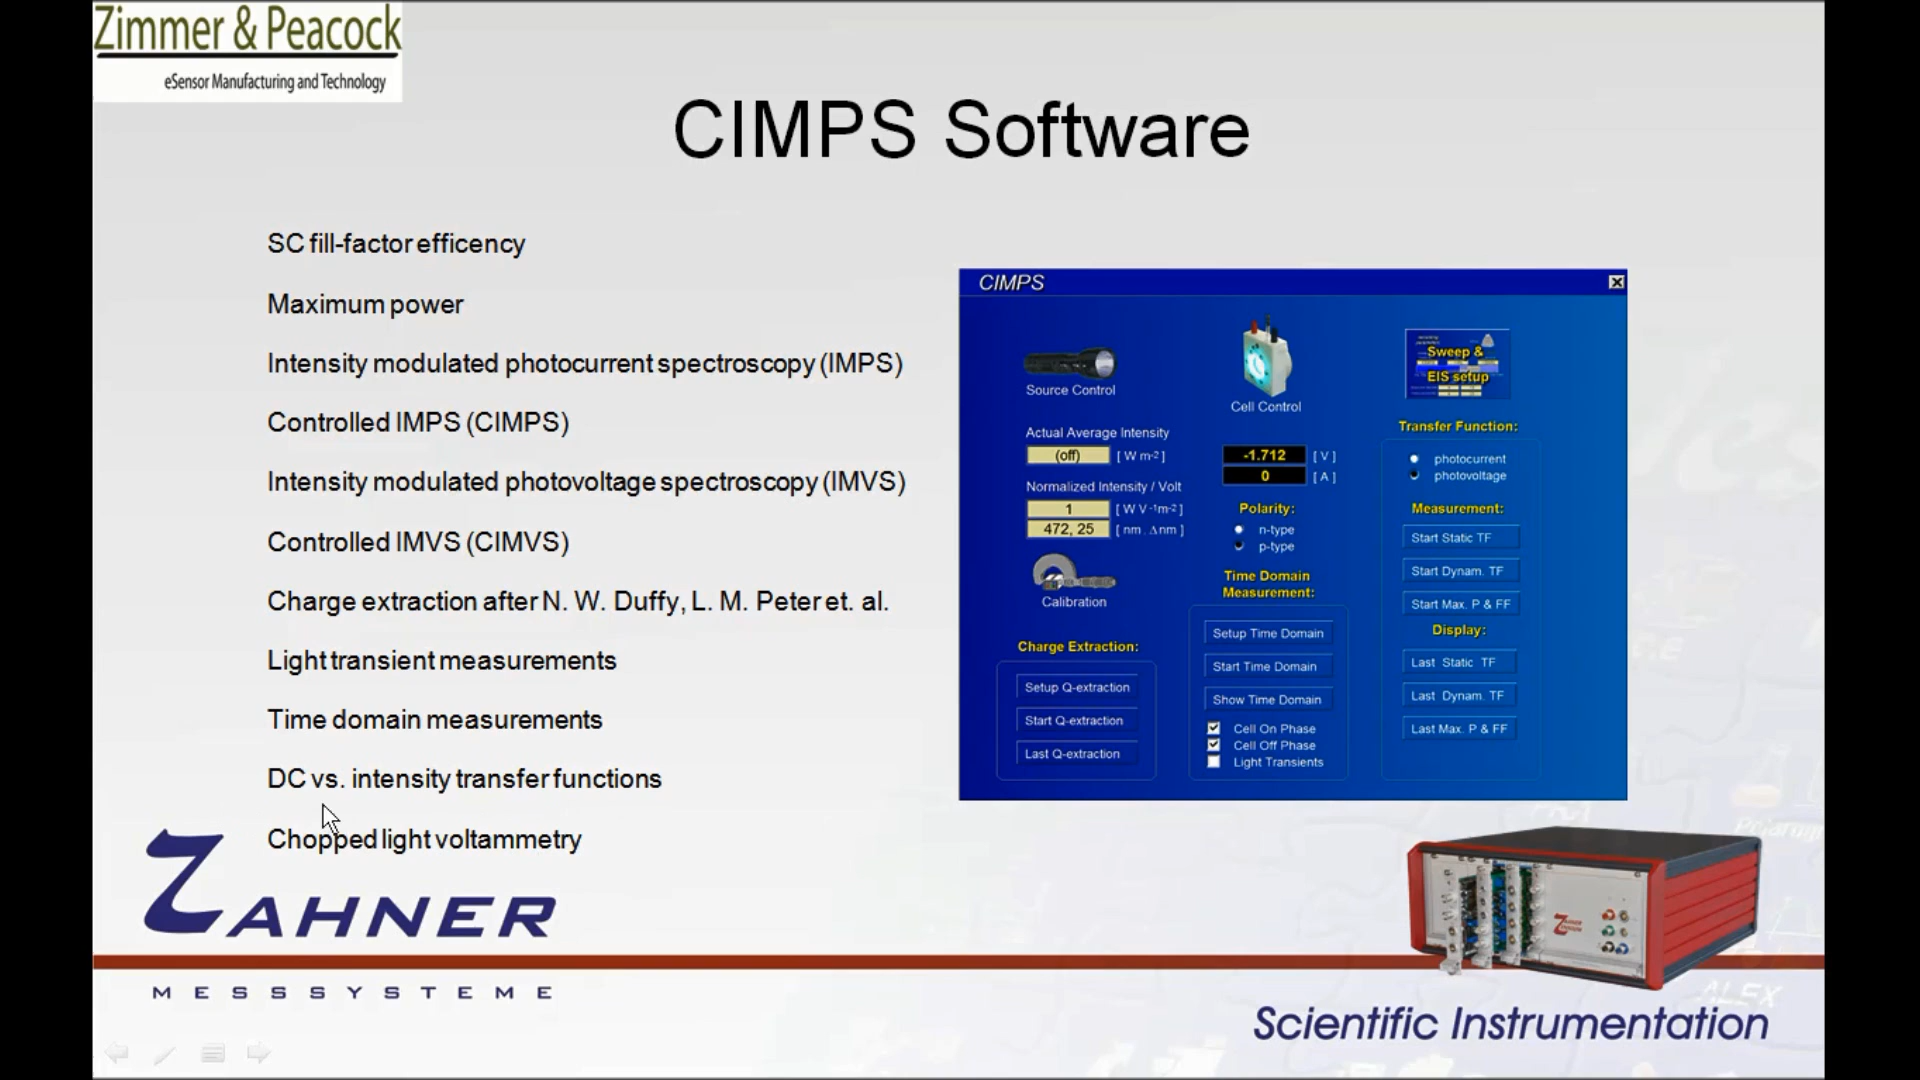 Zimmer & Peacock
eSensor Manufacturing and Technology
CIMPS Software
SC fill-factor efficency
Maximum power
Intensity modulated photocurrent spectroscopy (IMPS)
Controlled IMPS (CIMPS)
Intensity modulated photovoltage spectroscopy (IMVS)
Controlled IMVS (CIMVS)
Charge extraction after N. W. Duffy, L. M. Peter et. al.
Light transient measurements
Time domain measurements
DC vs. intensity transfer functions
Chopped light voltammetry
CIMPS
Source Control
Actual Average Intensity
(off) [ W m-2 ]
Normalized Intensity / Volt
1 [ W V -1m-2 ]
472, 25 [ nm . Δnm ]
Calibration
Charge Extraction:
Setup Q-extraction
Start Q-extraction
Last Q-extraction
Cell Control
-1.712 [ V ]
0 [ A ]
Polarity:
n-type
p-type
Time Domain
Measurement:
Setup Time Domain
Start Time Domain
Show Time Domain
Cell On Phase
Cell Off Phase
Light Transients
Sweep &
EIS setup
Transfer Function:
photocurrent
photovoltage
Measurement:
Start Static TF
Start Dynam. TF
Start Max. P & FF
Display:
Last Static TF
Last Dynam. TF
Last Max. P & FF
ZAHNER
MESSSYSTEME
Scientific Instrumentation